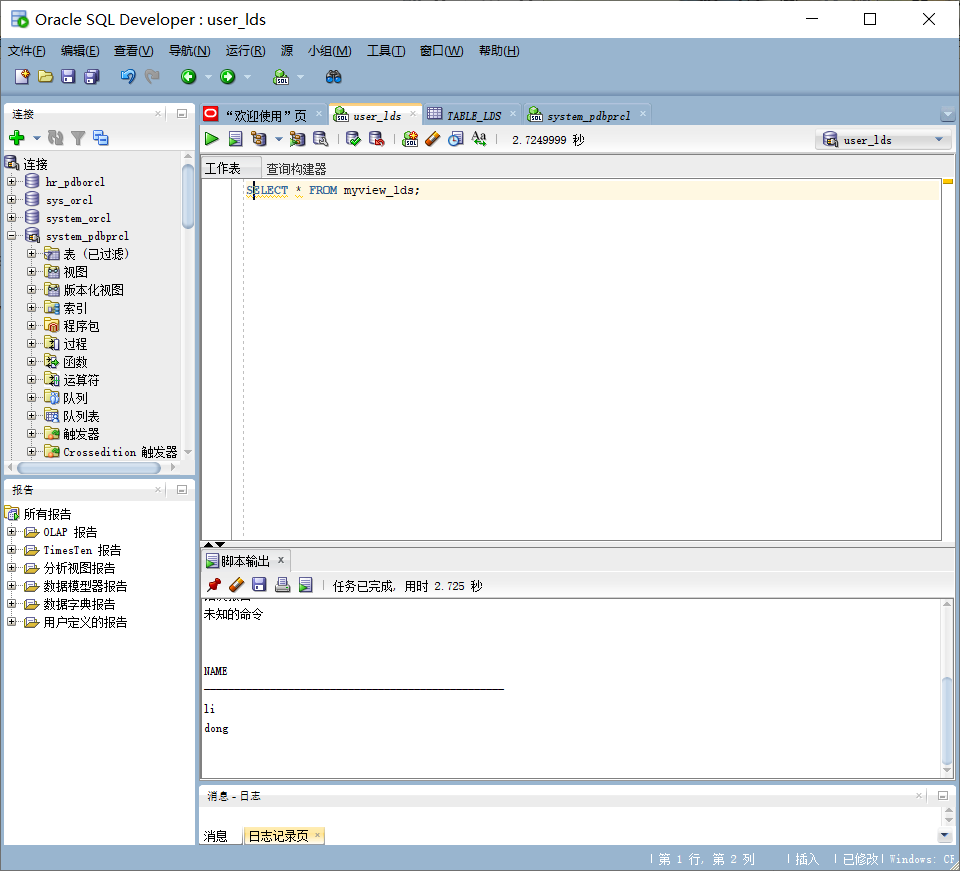 Oracle SQL Developer : user_lds
文件(F) 编辑(E) 查看(V) 导航(N) 运行(R) 源 小组(M) 工具(T) 窗口(W) 帮助(H)
连接
连接
hr_pdborcl
sys_orcl
system_orcl
system_pdbprcl
表 (已过滤)
视图
版本化视图
索引
程序包
过程
函数
运算符
队列
队列表
触发器
Crossedition 触发器
报告
所有报告
OLAP 报告
TimesTen 报告
分析视图报告
数据模型器报告
数据字典报告
用户定义的报告
“欢迎使用”页 user_lds TABLE_LDS system_pdbprcl
2.7249999 秒 user_lds
工作表 查询构建器
SELECT * FROM myview_lds;
脚本输出
任务已完成, 用时 2.725 秒
未知的命令
NAME
li
dong
消息 - 日志
消息 日志记录页
第 1 行, 第 2 列 插入 已修改 Windows: CR